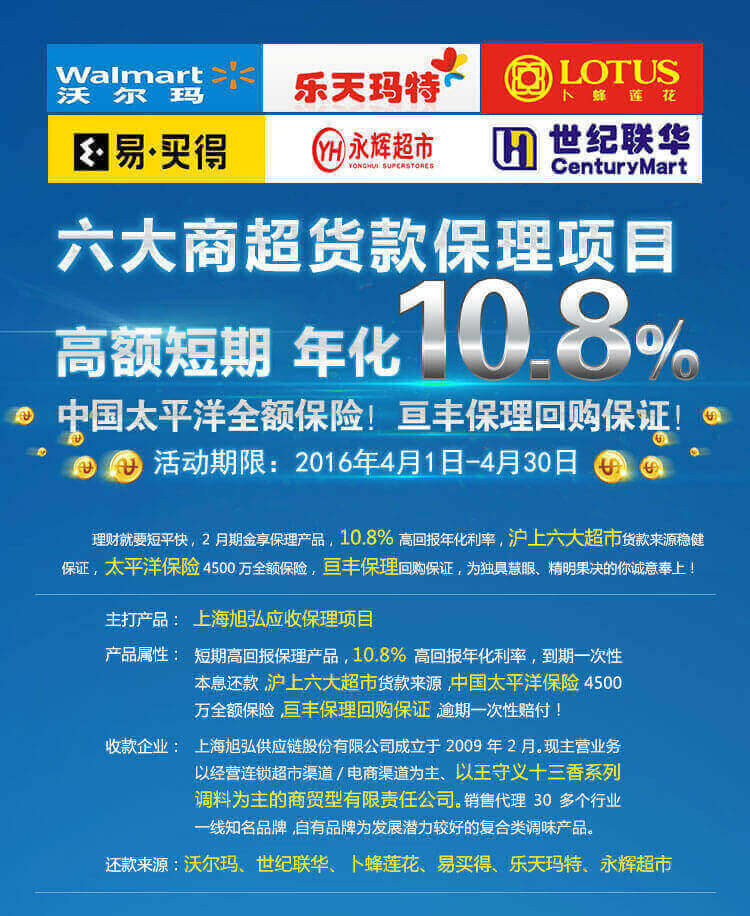 Walmart
沃尔玛
乐天玛特
LOTUS
卜蜂莲花
易·买得
YH 永辉超市
YONGHUI SUPERSTORES
世纪联华
CenturyMart
六大商超货款保理项目
高额短期 年化10.8%
中国太平洋全额保险！亘丰保理回购保证！
活动期限：2016年4月1日-4月30日
理财就要短平快，2 月期金享保理产品，10.8% 高回报年化利率，沪上六大超市货款来源稳健
保证，太平洋保险 4500 万全额保险，亘丰保理回购保证，为独具慧眼、精明果决的你诚意奉上！
主打产品：上海旭弘应收保理项目
产品属性：短期高回报保理产品，10.8% 高回报年化利率，到期一次性
本息还款，沪上六大超市货款来源，中国太平洋保险 4500
万全额保险，亘丰保理回购保证，逾期一次性赔付！
收款企业：上海旭弘供应链股份有限公司成立于 2009 年 2 月。现主营业务
以经营连锁超市渠道 / 电商渠道为主、以王守义十三香系列
调料为主的商贸型有限责任公司。销售代理 30 多个行业
一线知名品牌，自有品牌为发展潜力较好的复合类调味产品。
还款来源：沃尔玛、世纪联华、卜蜂莲花、易买得、乐天玛特、永辉超市